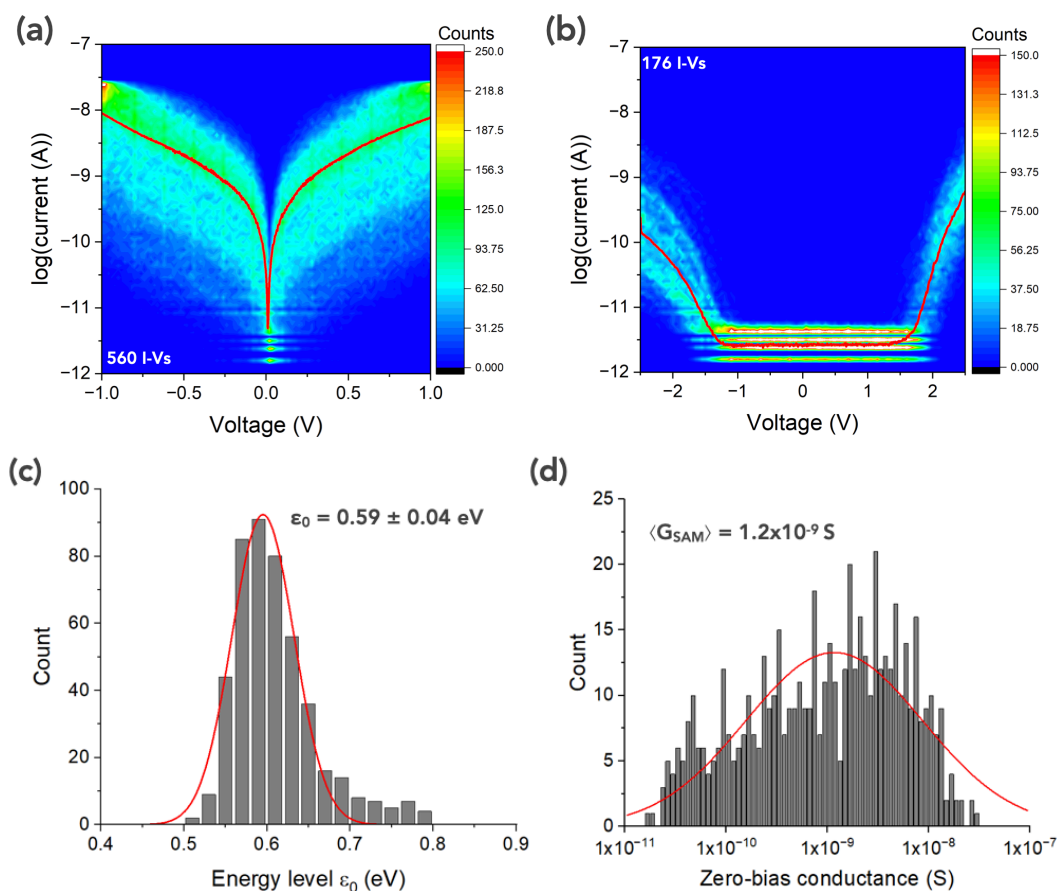 (a)
Counts
250.0
218.8
187.5
156.3
125.0
93.75
62.50
31.25
0.000
−7
−8
−9
−10
−11
−12
log(current (A))
560 I-Vs
−1.0
−0.5
0.0
0.5
1.0
Voltage (V)
(b)
Counts
150.0
131.3
112.5
93.75
75.00
56.25
37.50
18.75
0.000
−7
−8
−9
−10
−11
−12
log(current (A))
176 I-Vs
−2
−1
0
1
2
Voltage (V)
(c)
100
80
60
40
20
0
Count
ε₀ = 0.59 ± 0.04 eV
0.4
0.5
0.6
0.7
0.8
0.9
Energy level ε₀ (eV)
(d)
25
20
15
10
5
0
Count
⟨G_SAM⟩ = 1.2x10⁻⁹ S
1x10⁻¹¹
1x10⁻¹⁰
1x10⁻⁹
1x10⁻⁸
1x10⁻⁷
Zero-bias conductance (S)